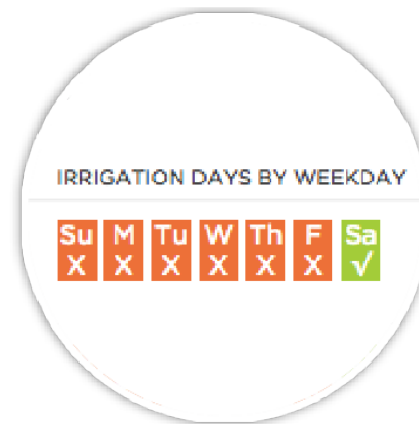 IRRIGATION DAYS BY WEEKDAY
Su M Tu W Th F Sa
X X X X X X √